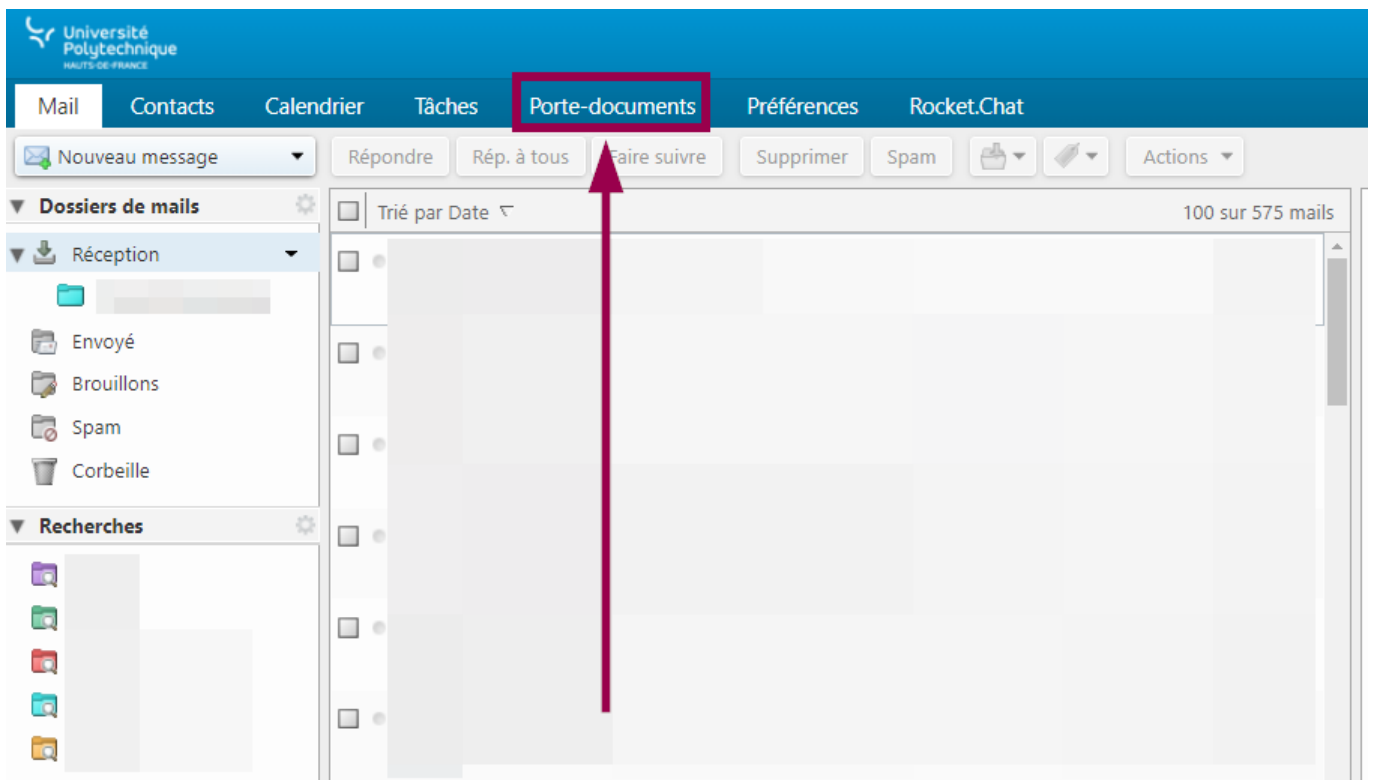 Université
Polytechnique
HAUTS-DE-FRANCE
Mail Contacts Calendrier Tâches Porte-documents Préférences Rocket.Chat
Nouveau message Répondre Rép. à tous Faire suivre Supprimer Spam Actions
Dossiers de mails
Trié par Date 100 sur 575 mails
Réception
Envoyé
Brouillons
Spam
Corbeille
Recherches